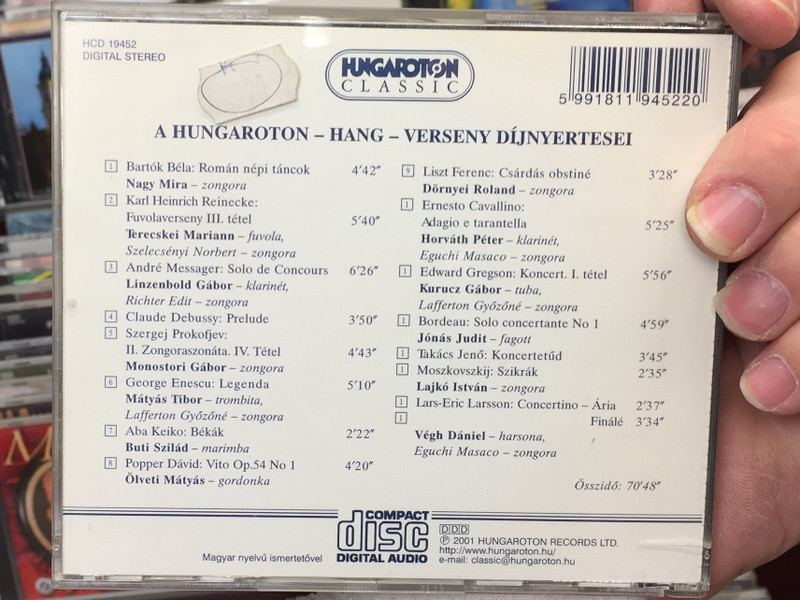 HCD 19452
DIGITAL STEREO
HUNGAROTON
CLASSIC
5 991811 945220
A HUNGAROTON – HANG – VERSENY DÍJNYERTESEI
1 Bartók Béla: Román népi táncok 4'42"
Nagy Mira – zongora
2 Karl Heinrich Reinecke:
Fuvolaverseny III. tétel 5'40"
Terecskei Mariann – fuvola,
Szelecsényi Norbert – zongora
3 André Messager: Solo de Concours 6'26"
Linzenbold Gábor – klarinét,
Richter Edit – zongora
4 Claude Debussy: Prelude 3'50"
5 Szergej Prokofjev:
II. Zongoraszonáta. IV. Tétel 4'43"
Monostori Gábor – zongora
6 George Enescu: Legenda 5'10"
Mátyás Tibor – trombita,
Lafferton Győzőné – zongora
7 Aba Keiko: Békák 2'22"
Buti Szilád – marimba
8 Popper Dávid: Vito Op.54 No 1 4'20"
Ölveti Mátyás – gordonka
9 Liszt Ferenc: Csárdás obstiné 3'28"
Dörnyei Roland – zongora
1 Ernesto Cavallino:
Adagio e tarantella 5'25"
Horváth Péter – klarinét,
Eguchi Masaco – zongora
1 Edward Gregson: Koncert. I. tétel 5'56"
Kurucz Gábor – tuba,
Lafferton Győzőné – zongora
1 Bordeau: Solo concertante No 1 4'59"
Jónás Judit – fagott
1 Takács Jenő: Koncertetűd 3'45"
1 Moszkovszkij: Szikrák 2'35"
Lajkó István – zongora
1 Lars-Eric Larsson: Concertino – Ária 2'37"
1 Finálé 3'34"
Végh Dániel – harsona,
Eguchi Masaco – zongora
Összidő: 70'48"
Magyar nyelvű ismertetővel
COMPACT
disc
DIGITAL AUDIO
DDD
℗ 2001 HUNGAROTON RECORDS LTD.
http://www.hungaroton.hu/
e-mail: classic@hungaroton.hu